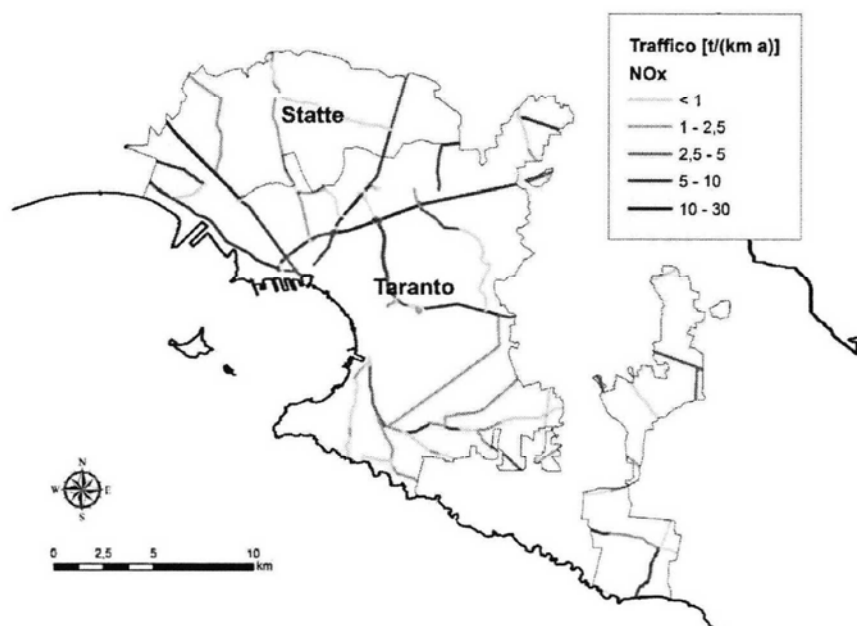 Traffico [t/(km a)]
NOx
< 1
1 - 2,5
2,5 - 5
5 - 10
10 - 30
Statte
Taranto
N
W E
S
0 2,5 5 10
km